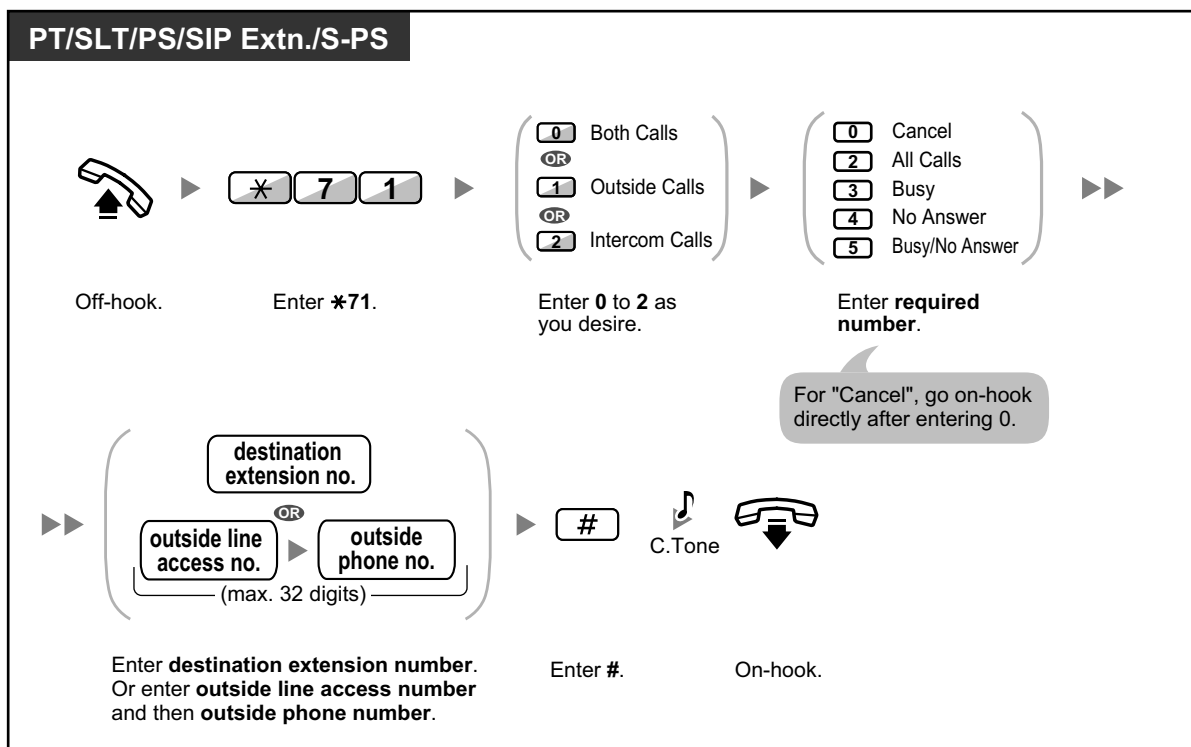 PT/SLT/PS/SIP Extn./S-PS
Off-hook.
✳ 7 1
Enter ✳71.
0 Both Calls
OR
1 Outside Calls
OR
2 Intercom Calls
Enter 0 to 2 as
you desire.
0 Cancel
2 All Calls
3 Busy
4 No Answer
5 Busy/No Answer
Enter required
number.
For "Cancel", go on-hook
directly after entering 0.
destination
extension no.
OR
outside line
access no.
outside
phone no.
(max. 32 digits)
Enter destination extension number.
Or enter outside line access number
and then outside phone number.
#
Enter #.
C.Tone
On-hook.